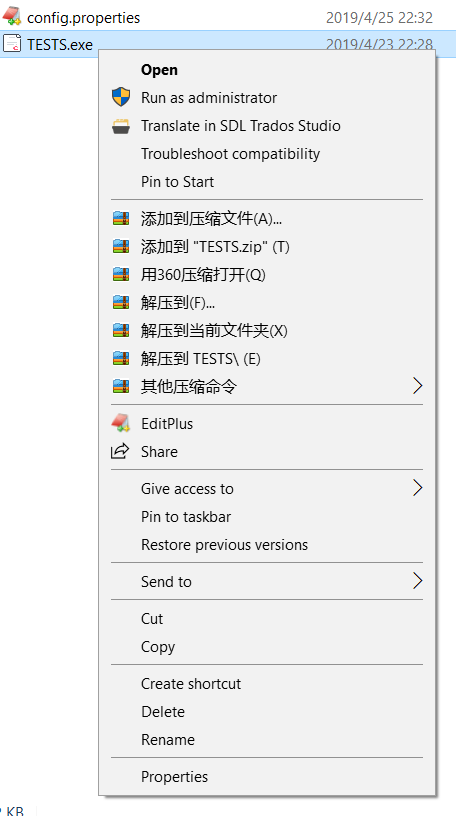 config.properties 2019/4/25 22:32
TESTS.exe 2019/4/23 22:28
Open
Run as administrator
Translate in SDL Trados Studio
Troubleshoot compatibility
Pin to Start
添加到压缩文件(A)...
添加到 "TESTS.zip" (T)
用360压缩打开(Q)
解压到(F)...
解压到当前文件夹(X)
解压到 TESTS\ (E)
其他压缩命令
EditPlus
Share
Give access to
Pin to taskbar
Restore previous versions
Send to
Cut
Copy
Create shortcut
Delete
Rename
Properties
KB